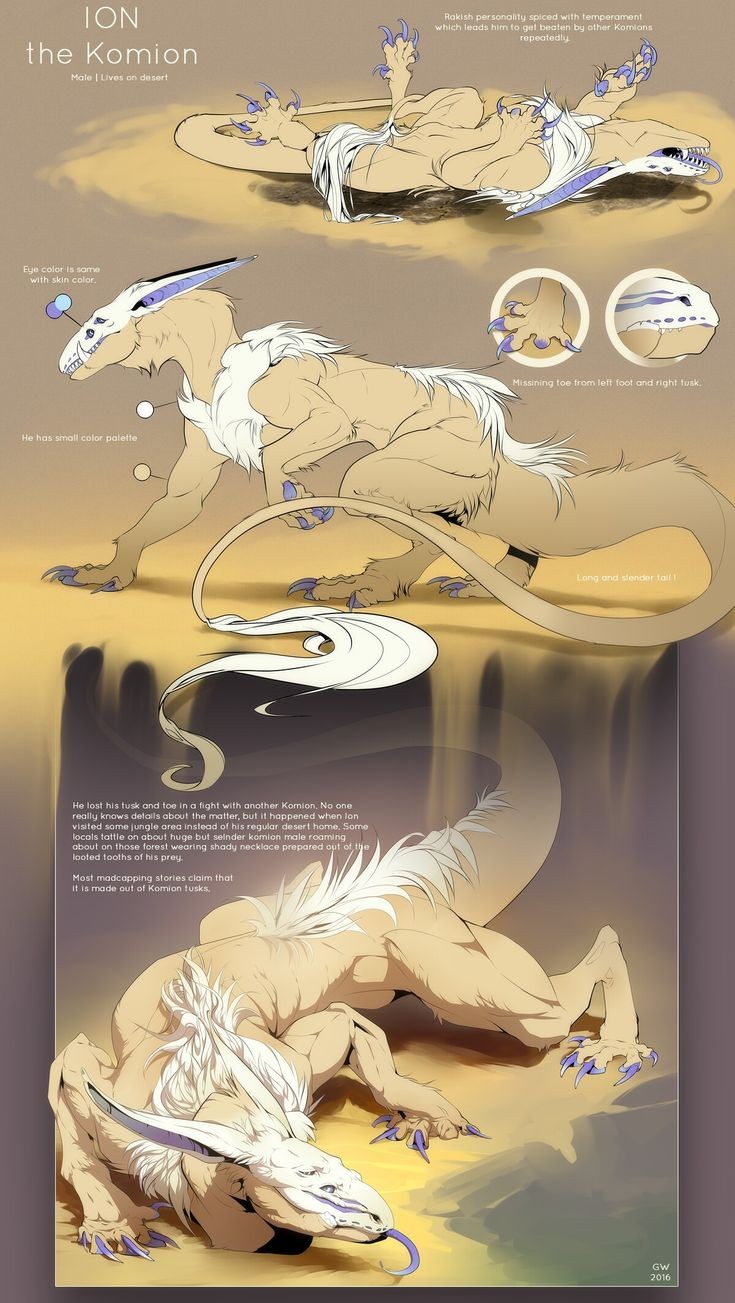 ION
the Komion
Male | Lives on desert
Rakish personality spiced with temperament
which leads him to get beaten by other Komions
repeatedly.
Eye color is same
with skin color.
Missining toe from left foot and right tusk.
He has small color palette
Long and slender tail !
He lost his tusk and toe in a fight with another Komion. No one
really knows details about the matter, but it happened when Ion
visited some jungle area instead of his regular desert home. Some
locals tattle on about huge but selnder komion male roaming
about on those forest wearing shady necklace prepared out of the
looted tooths of his prey.
Most madcapping stories claim that
it is made out of Komion tusks.
GW
2016